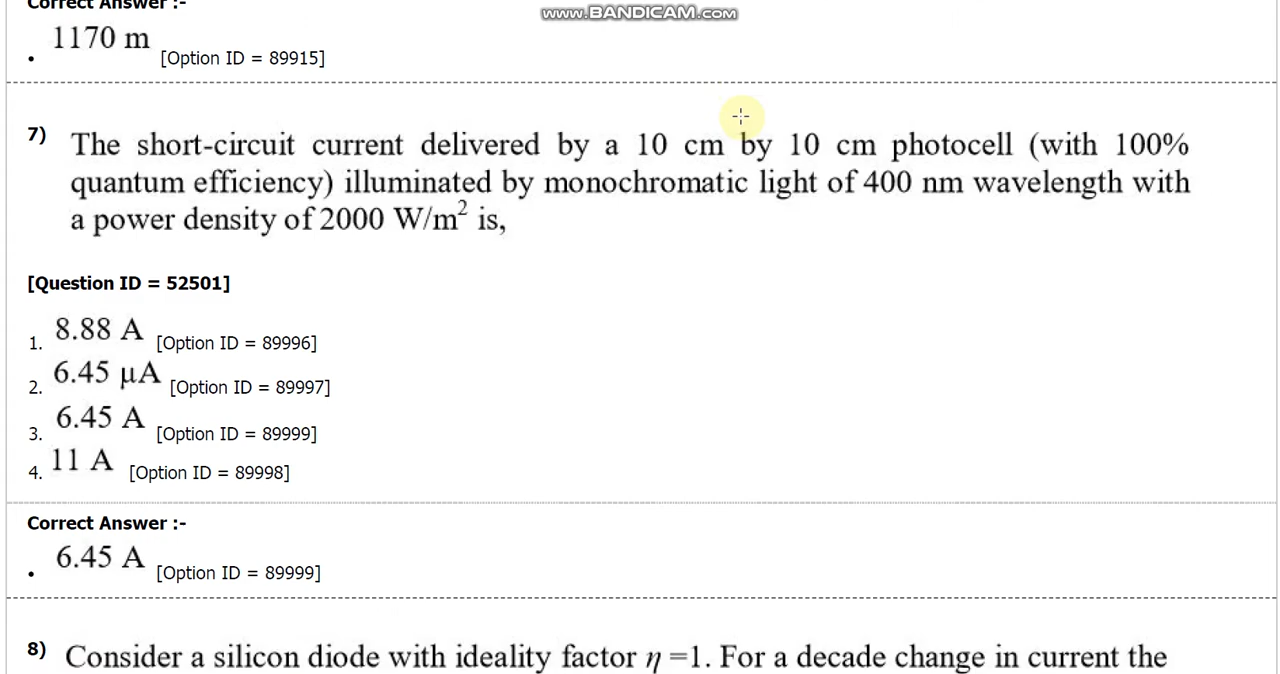 Correct Answer :-
www.BANDICAM.com
• 1170 m [Option ID = 89915]
7) The short-circuit current delivered by a 10 cm by 10 cm photocell (with 100%
quantum efficiency) illuminated by monochromatic light of 400 nm wavelength with
a power density of 2000 W/m² is,
[Question ID = 52501]
1. 8.88 A [Option ID = 89996]
2. 6.45 µA [Option ID = 89997]
3. 6.45 A [Option ID = 89999]
4. 11 A [Option ID = 89998]
Correct Answer :-
• 6.45 A [Option ID = 89999]
8) Consider a silicon diode with ideality factor η =1. For a decade change in current the